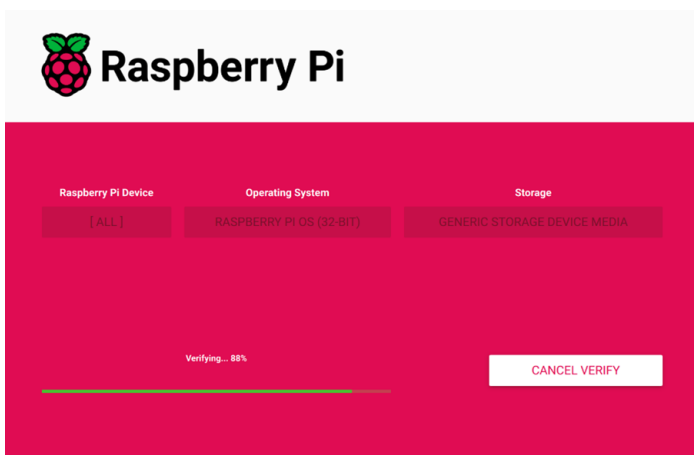 Raspberry Pi
Raspberry Pi Device
Operating System
Storage
[ ALL ]
RASPBERRY PI OS (32-BIT)
GENERIC STORAGE DEVICE MEDIA
Verifying... 88%
CANCEL VERIFY